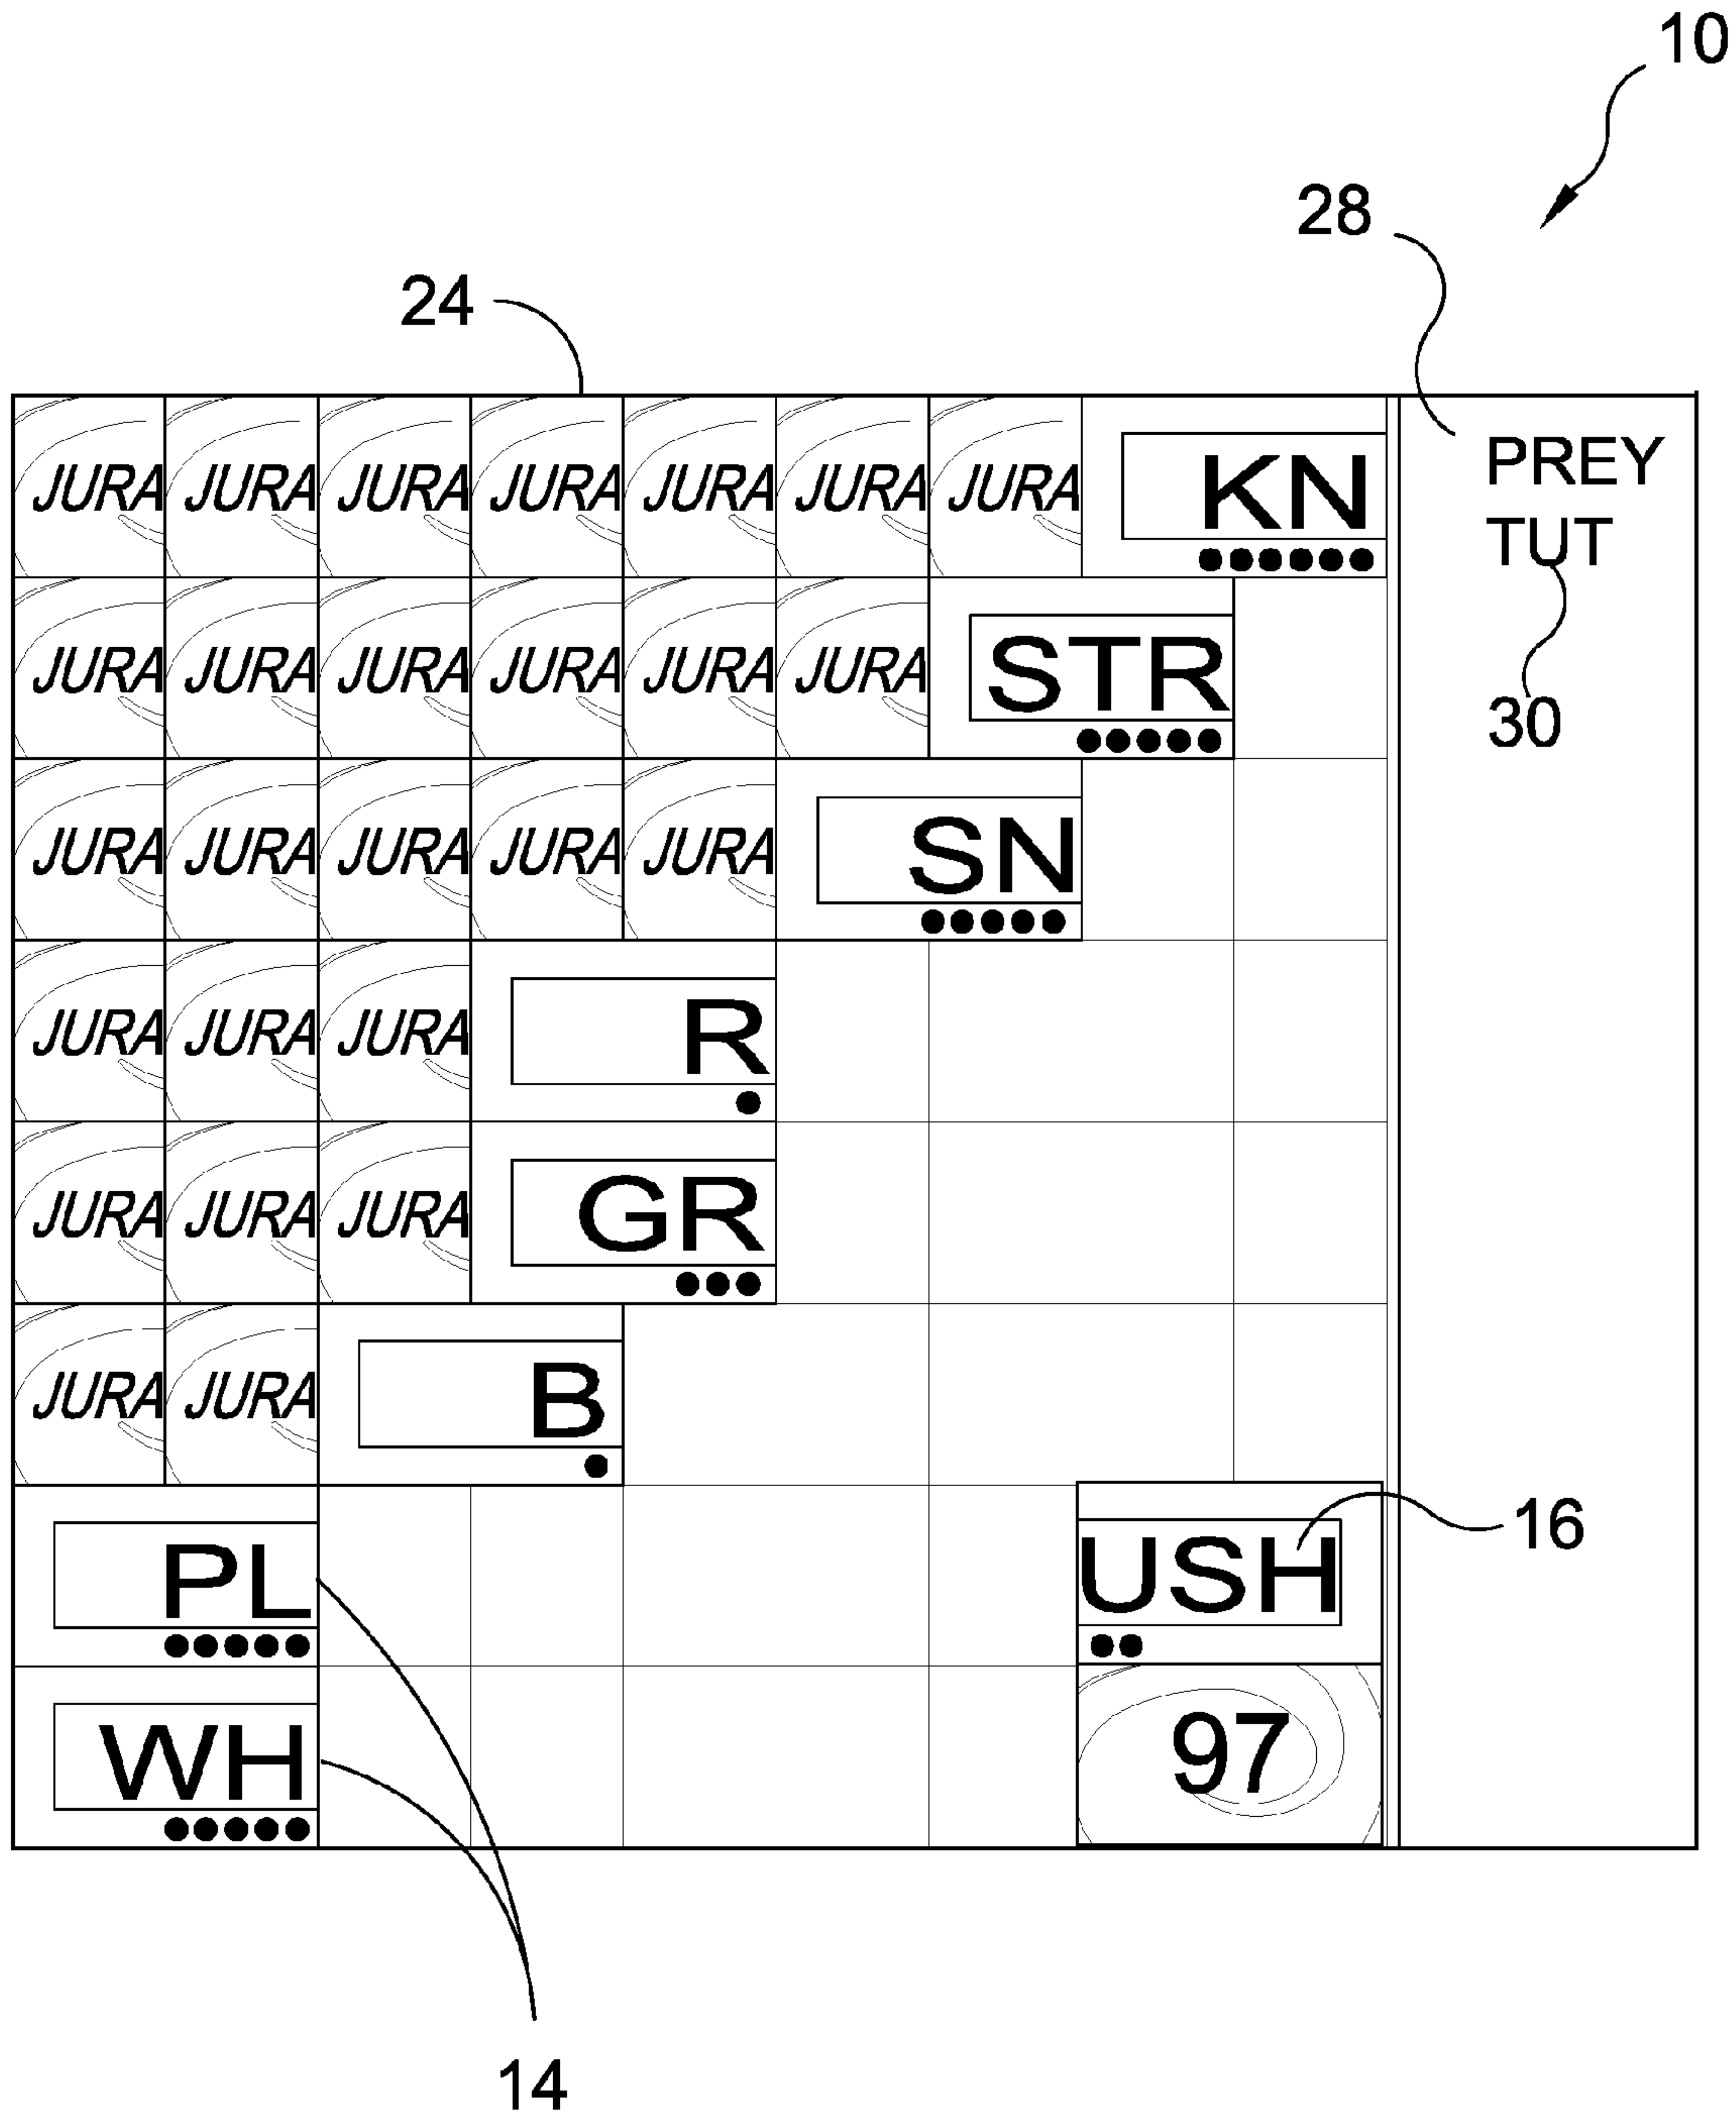 10
28
24
JURA JURA JURA JURA JURA JURA JURA KN PREY
TUT
JURA JURA JURA JURA JURA JURA STR
30
JURA JURA JURA JURA JURA SN
JURA JURA JURA R
JURA JURA JURA GR
JURA JURA B
PL USH 16
WH 97
14